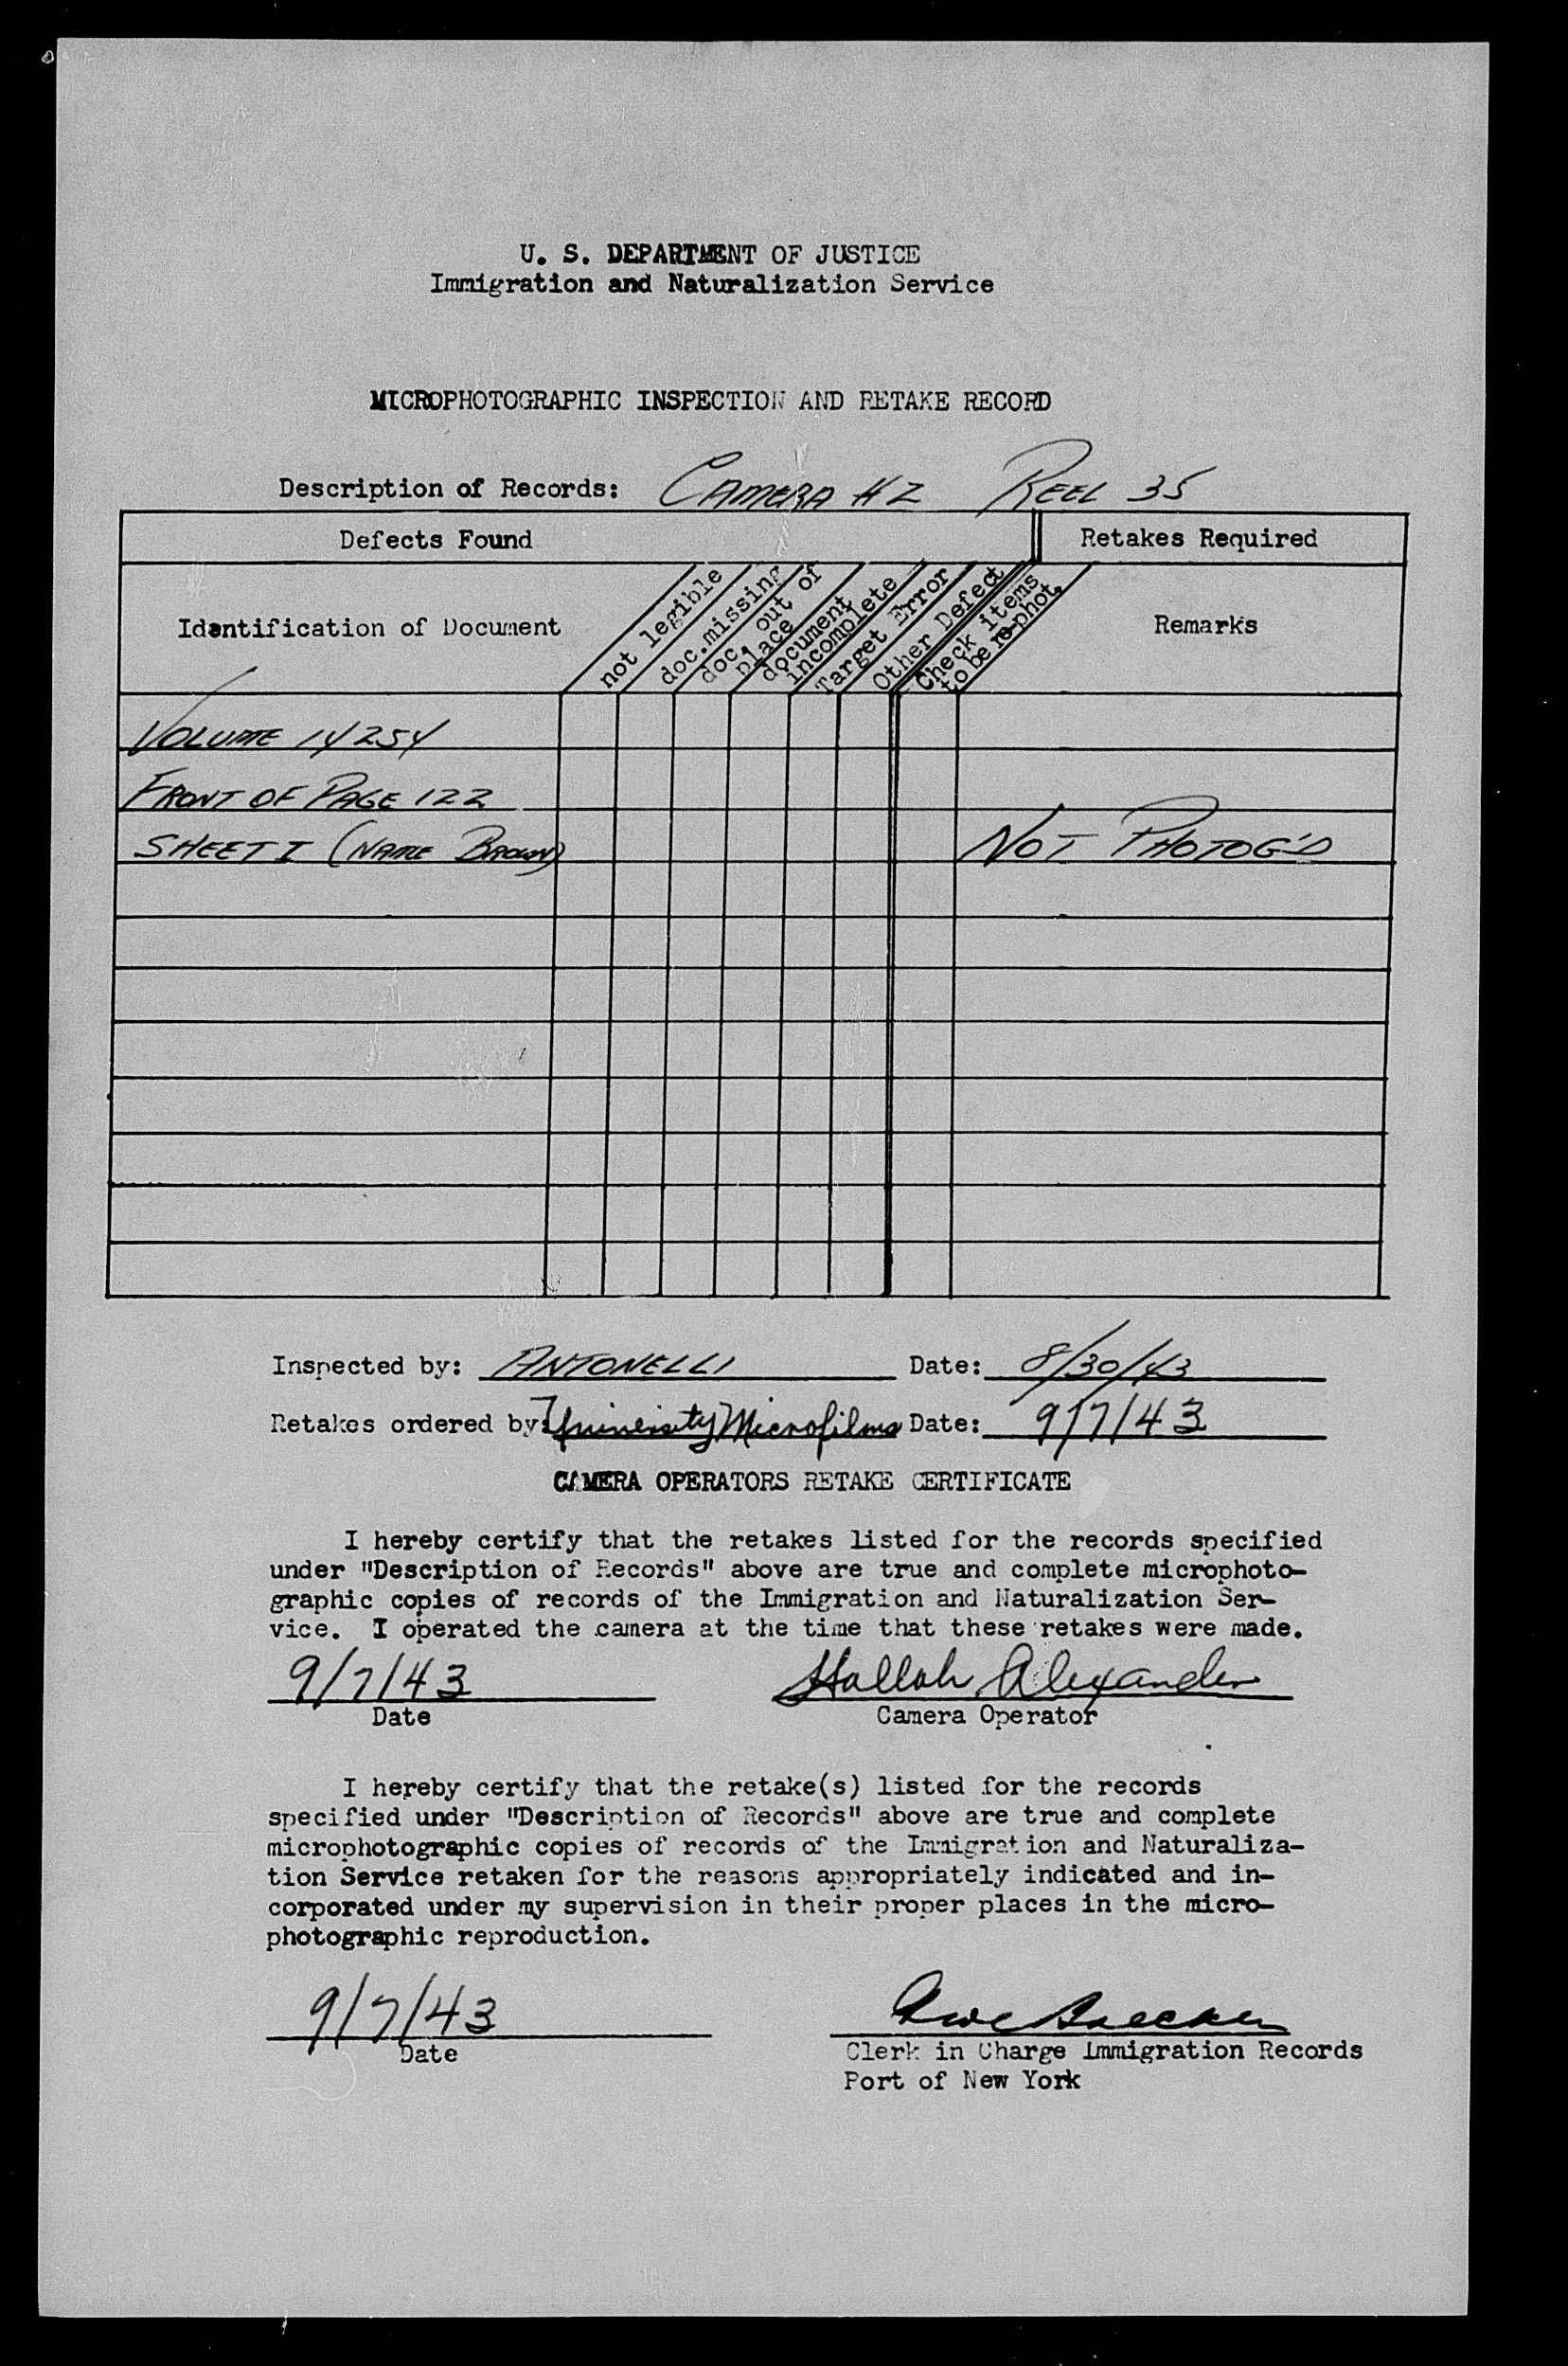 U. S. DEPARTMENT OF JUSTICE
Immigration and Naturalization Service
MICROPHOTOGRAPHIC INSPECTION AND RETAKE RECORD
Description of Records: CAMERA #2 REEL 35
Defects Found
Retakes Required
Identification of Document
not legible
doc.missing
doc. out of
place
document
incomplete
Target Error
Other Defect
Check items
to be re-phot.
Remarks
VOLUME 14254
FRONT OF PAGE 122
SHEET I (NAME BROWN) NOT PHOTOG'D
Inspected by: ANTONELLI Date: 8/30/43
Retakes ordered by: University Microfilms Date: 9/7/43
CAMERA OPERATORS RETAKE CERTIFICATE
I hereby certify that the retakes listed for the records specified
under "Description of Records" above are true and complete microphoto-
graphic copies of records of the Immigration and Naturalization Ser-
vice. I operated the camera at the time that these retakes were made.
9/7/43 Hallah Alexander
Date Camera Operator
I hereby certify that the retake(s) listed for the records
specified under "Description of Records" above are true and complete
microphotographic copies of records of the Immigration and Naturaliza-
tion Service retaken for the reasons appropriately indicated and in-
corporated under my supervision in their proper places in the micro-
photographic reproduction.
9/7/43
Date Clerk in Charge Immigration Records
Port of New York